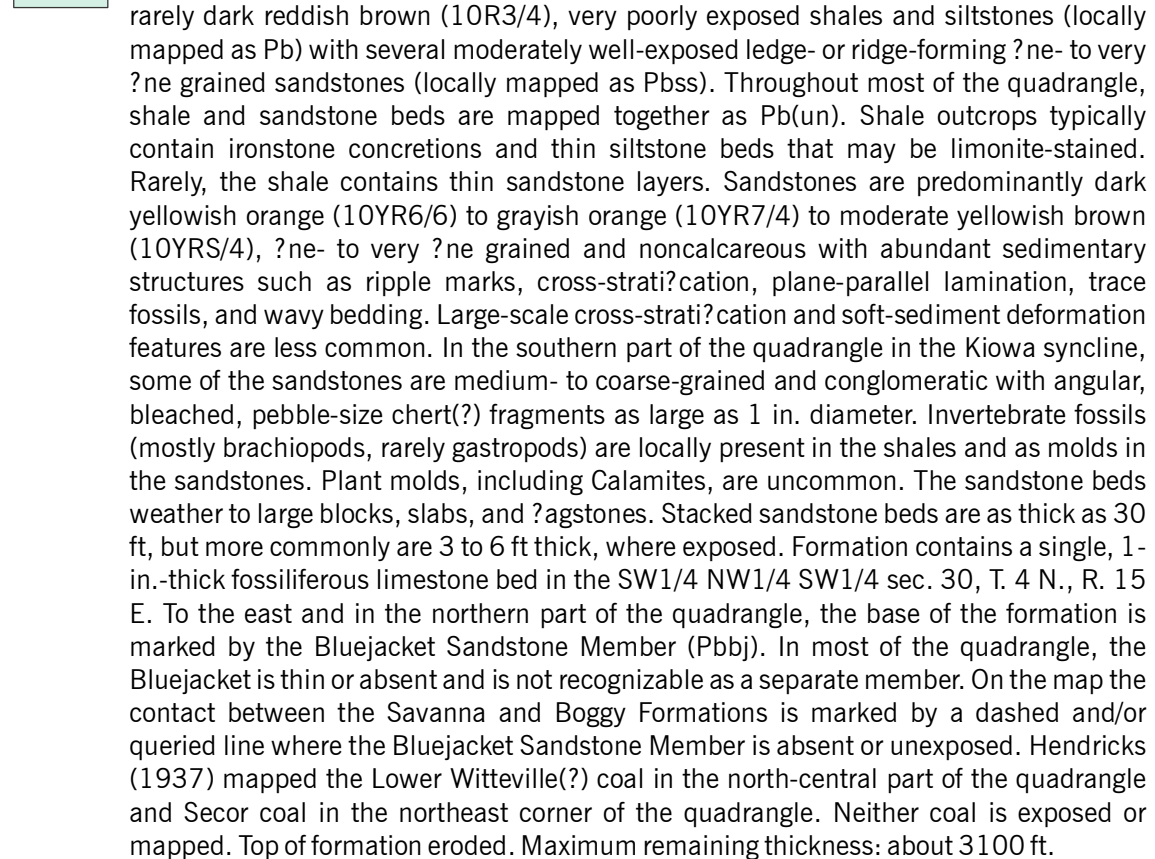 rarely dark reddish brown (10R3/4), very poorly exposed shales and siltstones (locally
mapped as Pb) with several moderately well-exposed ledge- or ridge-forming ?ne- to very
?ne grained sandstones (locally mapped as Pbss). Throughout most of the quadrangle,
shale and sandstone beds are mapped together as Pb(un). Shale outcrops typically
contain ironstone concretions and thin siltstone beds that may be limonite-stained.
Rarely, the shale contains thin sandstone layers. Sandstones are predominantly dark
yellowish orange (10YR6/6) to grayish orange (10YR7/4) to moderate yellowish brown
(10YRS/4), ?ne- to very ?ne grained and noncalcareous with abundant sedimentary
structures such as ripple marks, cross-strati?cation, plane-parallel lamination, trace
fossils, and wavy bedding. Large-scale cross-strati?cation and soft-sediment deformation
features are less common. In the southern part of the quadrangle in the Kiowa syncline,
some of the sandstones are medium- to coarse-grained and conglomeratic with angular,
bleached, pebble-size chert(?) fragments as large as 1 in. diameter. Invertebrate fossils
(mostly brachiopods, rarely gastropods) are locally present in the shales and as molds in
the sandstones. Plant molds, including Calamites, are uncommon. The sandstone beds
weather to large blocks, slabs, and ?agstones. Stacked sandstone beds are as thick as 30
ft, but more commonly are 3 to 6 ft thick, where exposed. Formation contains a single, 1-
in.-thick fossiliferous limestone bed in the SW1/4 NW1/4 SW1/4 sec. 30, T. 4 N., R. 15
E. To the east and in the northern part of the quadrangle, the base of the formation is
marked by the Bluejacket Sandstone Member (Pbbj). In most of the quadrangle, the
Bluejacket is thin or absent and is not recognizable as a separate member. On the map the
contact between the Savanna and Boggy Formations is marked by a dashed and/or
queried line where the Bluejacket Sandstone Member is absent or unexposed. Hendricks
(1937) mapped the Lower Witteville(?) coal in the north-central part of the quadrangle
and Secor coal in the northeast corner of the quadrangle. Neither coal is exposed or
mapped. Top of formation eroded. Maximum remaining thickness: about 3100 ft.